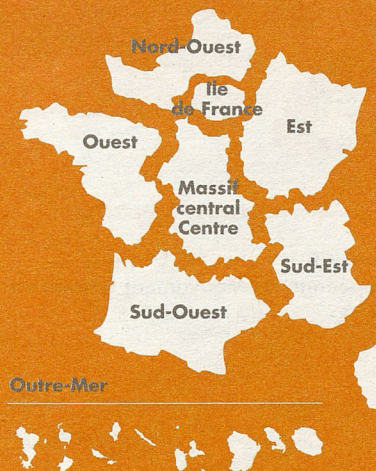 Nord-Ouest
Ile
de France
Est
Ouest
Massif
central
Centre
Sud-Est
Sud-Ouest
Outre-Mer